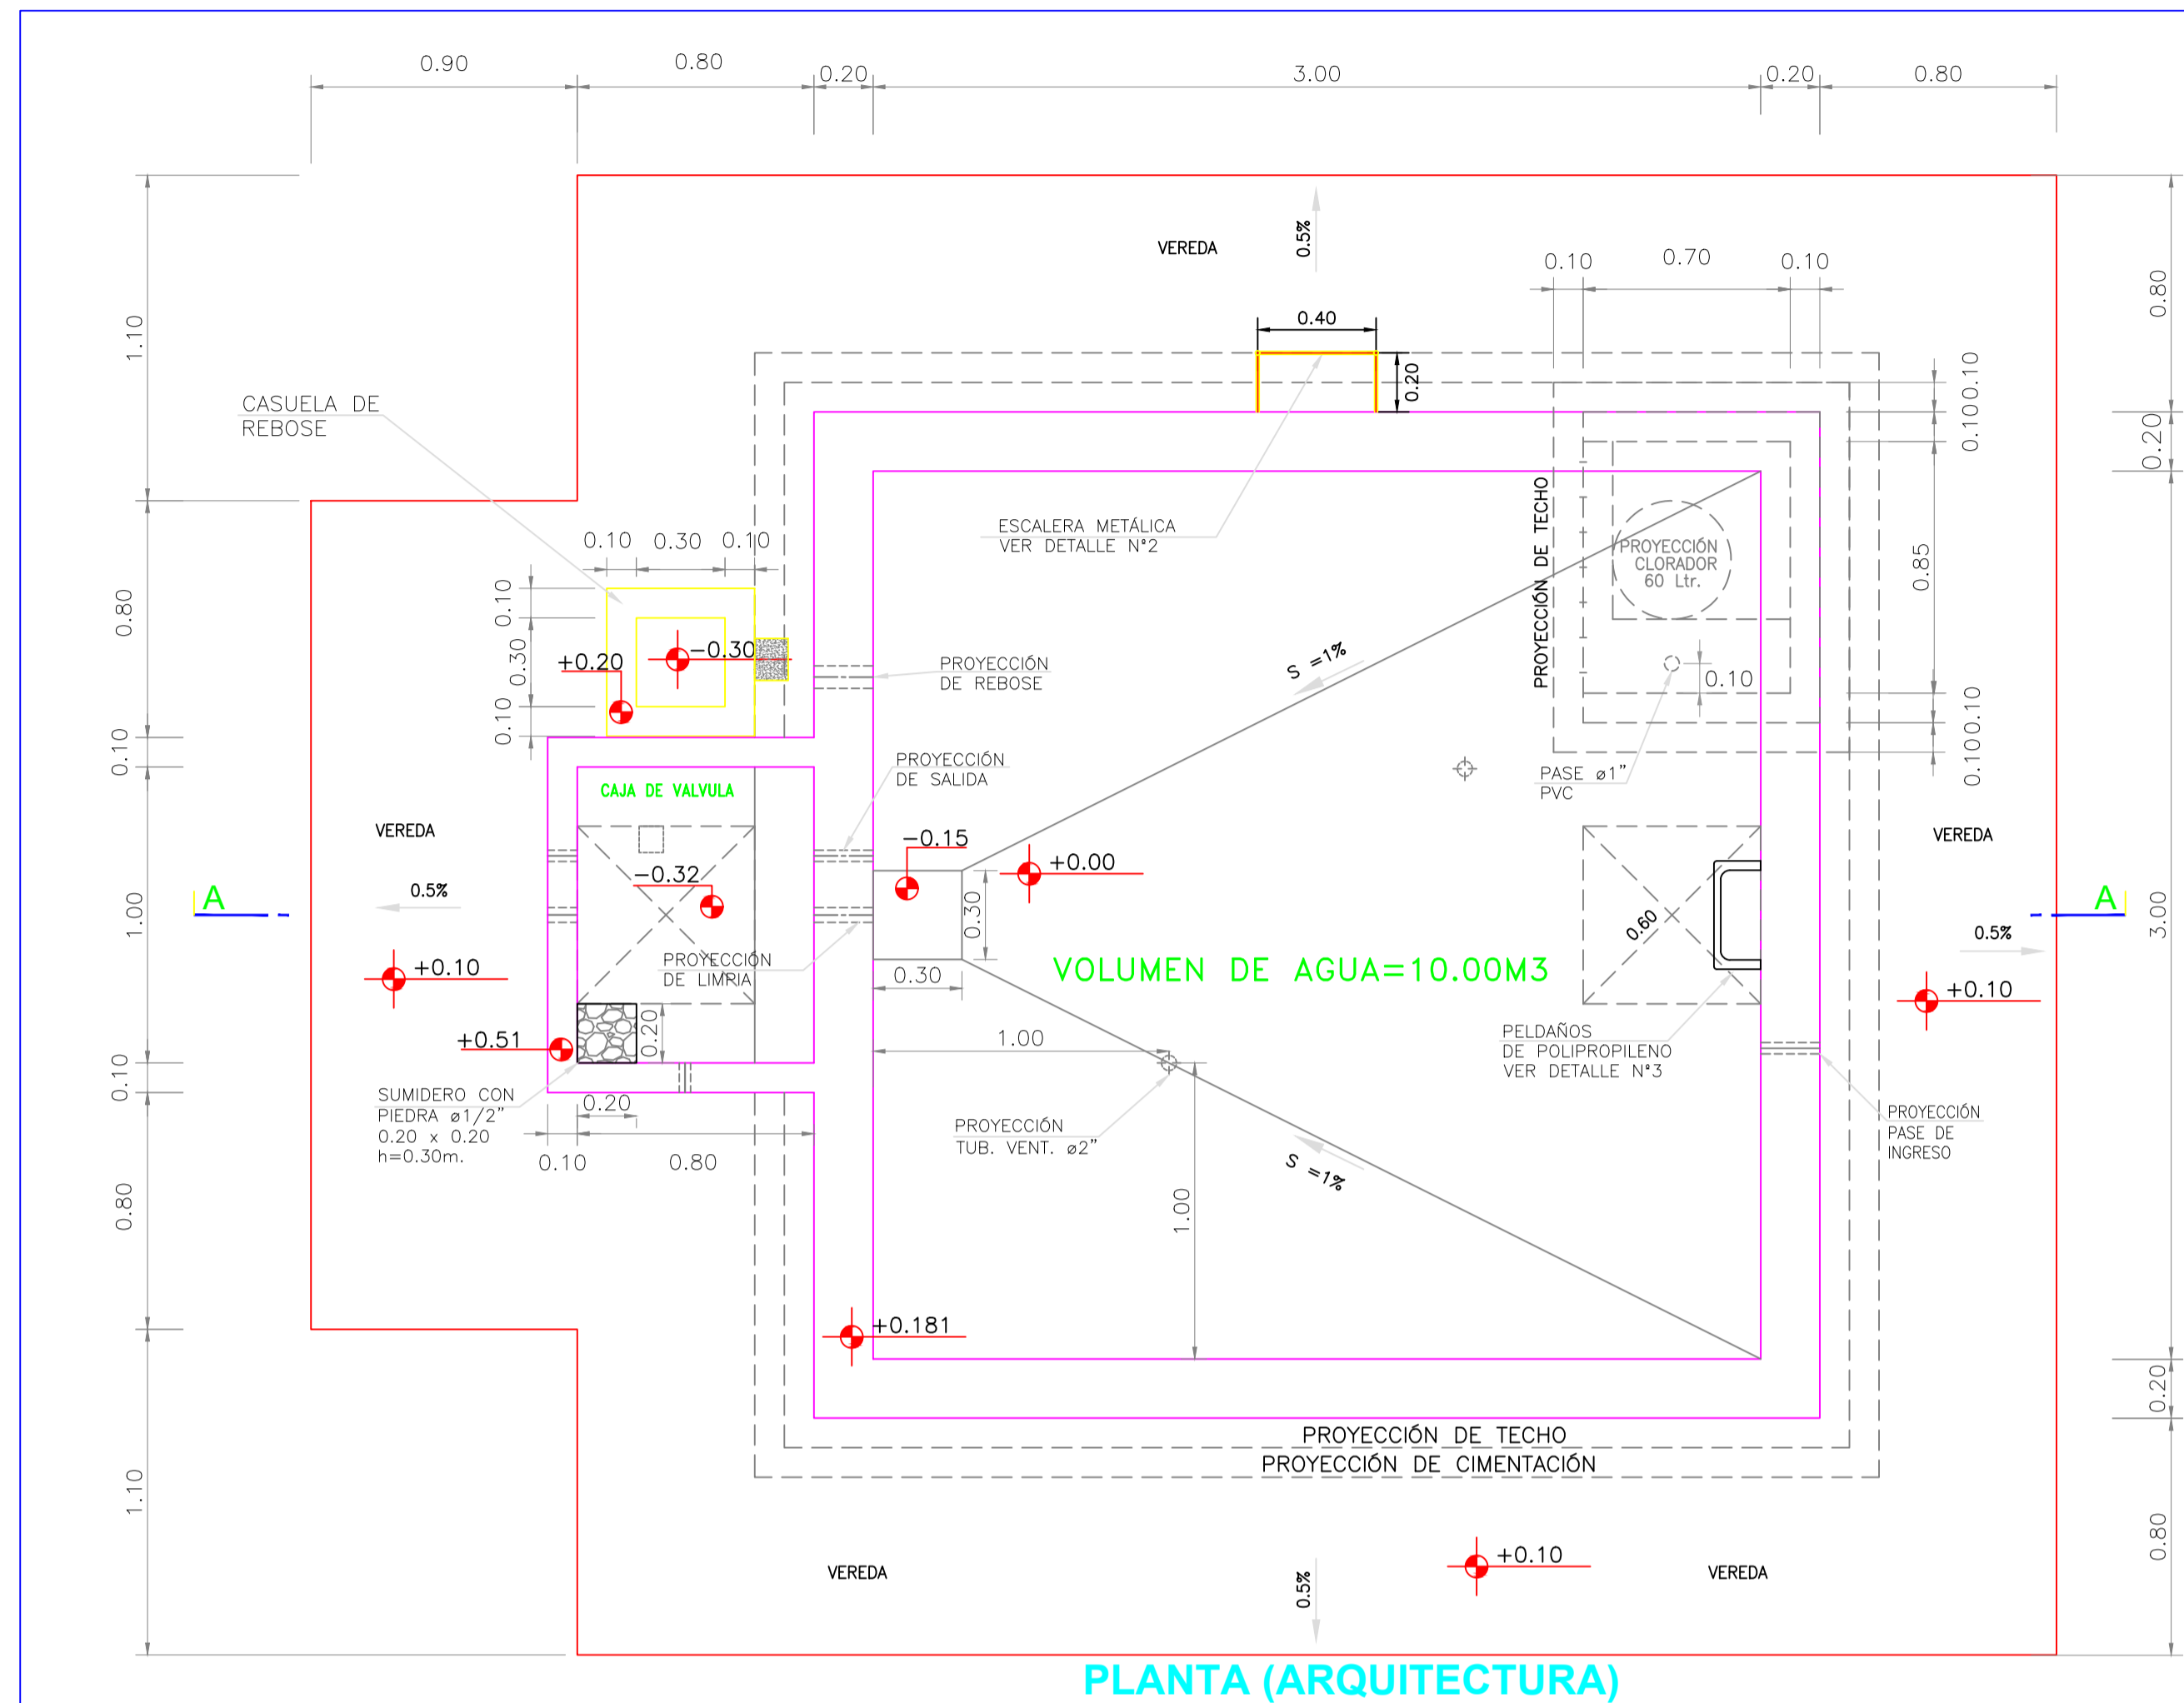 0.90
0.80
0.20
3.00
0.20
0.80
VEREDA
0.5%
0.10
0.70
0.10
0.80
1.10
0.40
0.20
0.10
0.10
0.20
CASUELA DE
REBOSE
ESCALERA METÁLICA
VER DETALLE N°2
PROYECCIÓN DE TECHO
PROYECCIÓN
CLORADOR
60 Ltr.
0.85
0.10
0.30
0.10
0.80
0.10
0.30
0.10
+0.20
-0.30
PROYECCIÓN
DE REBOSE
S =1%
0.10
0.10
0.10
0.10
PROYECCIÓN
DE SALIDA
PASE ø1"
PVC
CAJA DE VALVULA
VEREDA
VEREDA
-0.15
+0.00
-0.32
A
0.5%
1.00
0.30
0.60
A
3.00
0.5%
+0.10
PROYECCIÓN
DE LIMPIA
0.30
VOLUMEN DE AGUA=10.00M3
+0.10
+0.51
0.20
1.00
PELDAÑOS
DE POLIPROPILENO
VER DETALLE N°3
0.10
SUMIDERO CON
PIEDRA ø1/2"
0.20 x 0.20
h=0.30m.
0.20
0.10
0.80
PROYECCIÓN
TUB. VENT. ø2"
PROYECCIÓN
PASE DE
INGRESO
S =1%
0.80
1.00
+0.181
0.20
PROYECCIÓN DE TECHO
PROYECCIÓN DE CIMENTACIÓN
1.10
0.80
+0.10
VEREDA
0.5%
VEREDA
PLANTA (ARQUITECTURA)